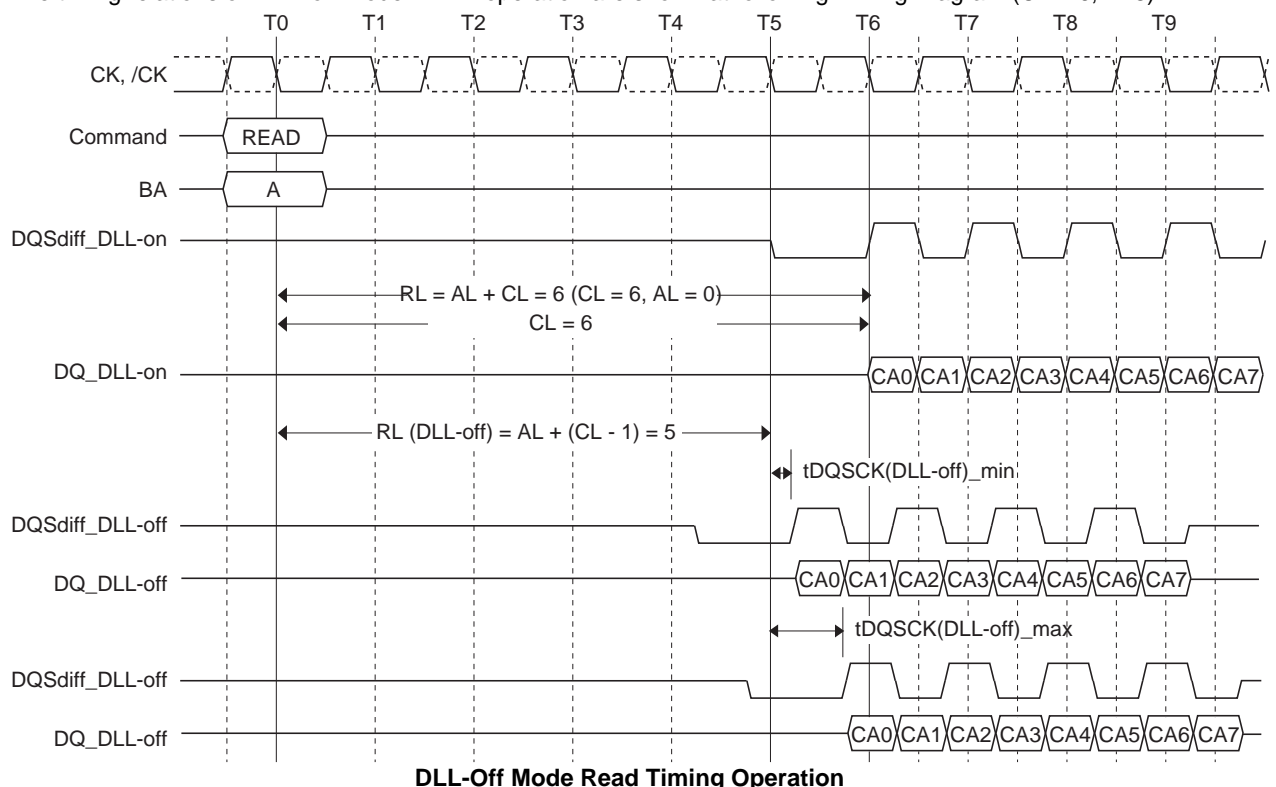 T0 T1 T2 T3 T4 T5 T6 T7 T8 T9
CK, /CK
Command READ
BA A
DQSdiff_DLL-on
RL = AL + CL = 6 (CL = 6, AL = 0)
CL = 6
DQ_DLL-on CA0 CA1 CA2 CA3 CA4 CA5 CA6 CA7
RL (DLL-off) = AL + (CL - 1) = 5
tDQSCK(DLL-off)_min
DQSdiff_DLL-off
DQ_DLL-off CA0 CA1 CA2 CA3 CA4 CA5 CA6 CA7
tDQSCK(DLL-off)_max
DQSdiff_DLL-off
DQ_DLL-off CA0 CA1 CA2 CA3 CA4 CA5 CA6 CA7
DLL-Off Mode Read Timing Operation